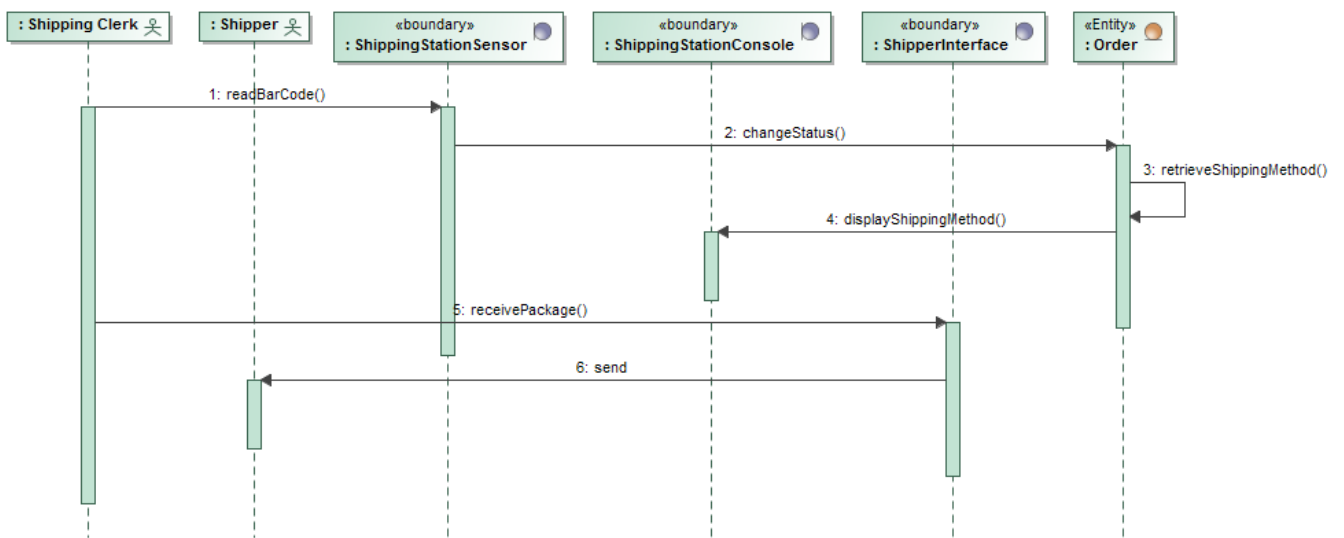 : Shipping Clerk
: Shipper
«boundary»
: ShippingStationSensor
«boundary»
: ShippingStationConsole
«boundary»
: ShipperInterface
«Entity»
: Order
1: readBarCode()
2: changeStatus()
3: retrieveShippingMethod()
4: displayShippingMethod()
5: receivePackage()
6: send